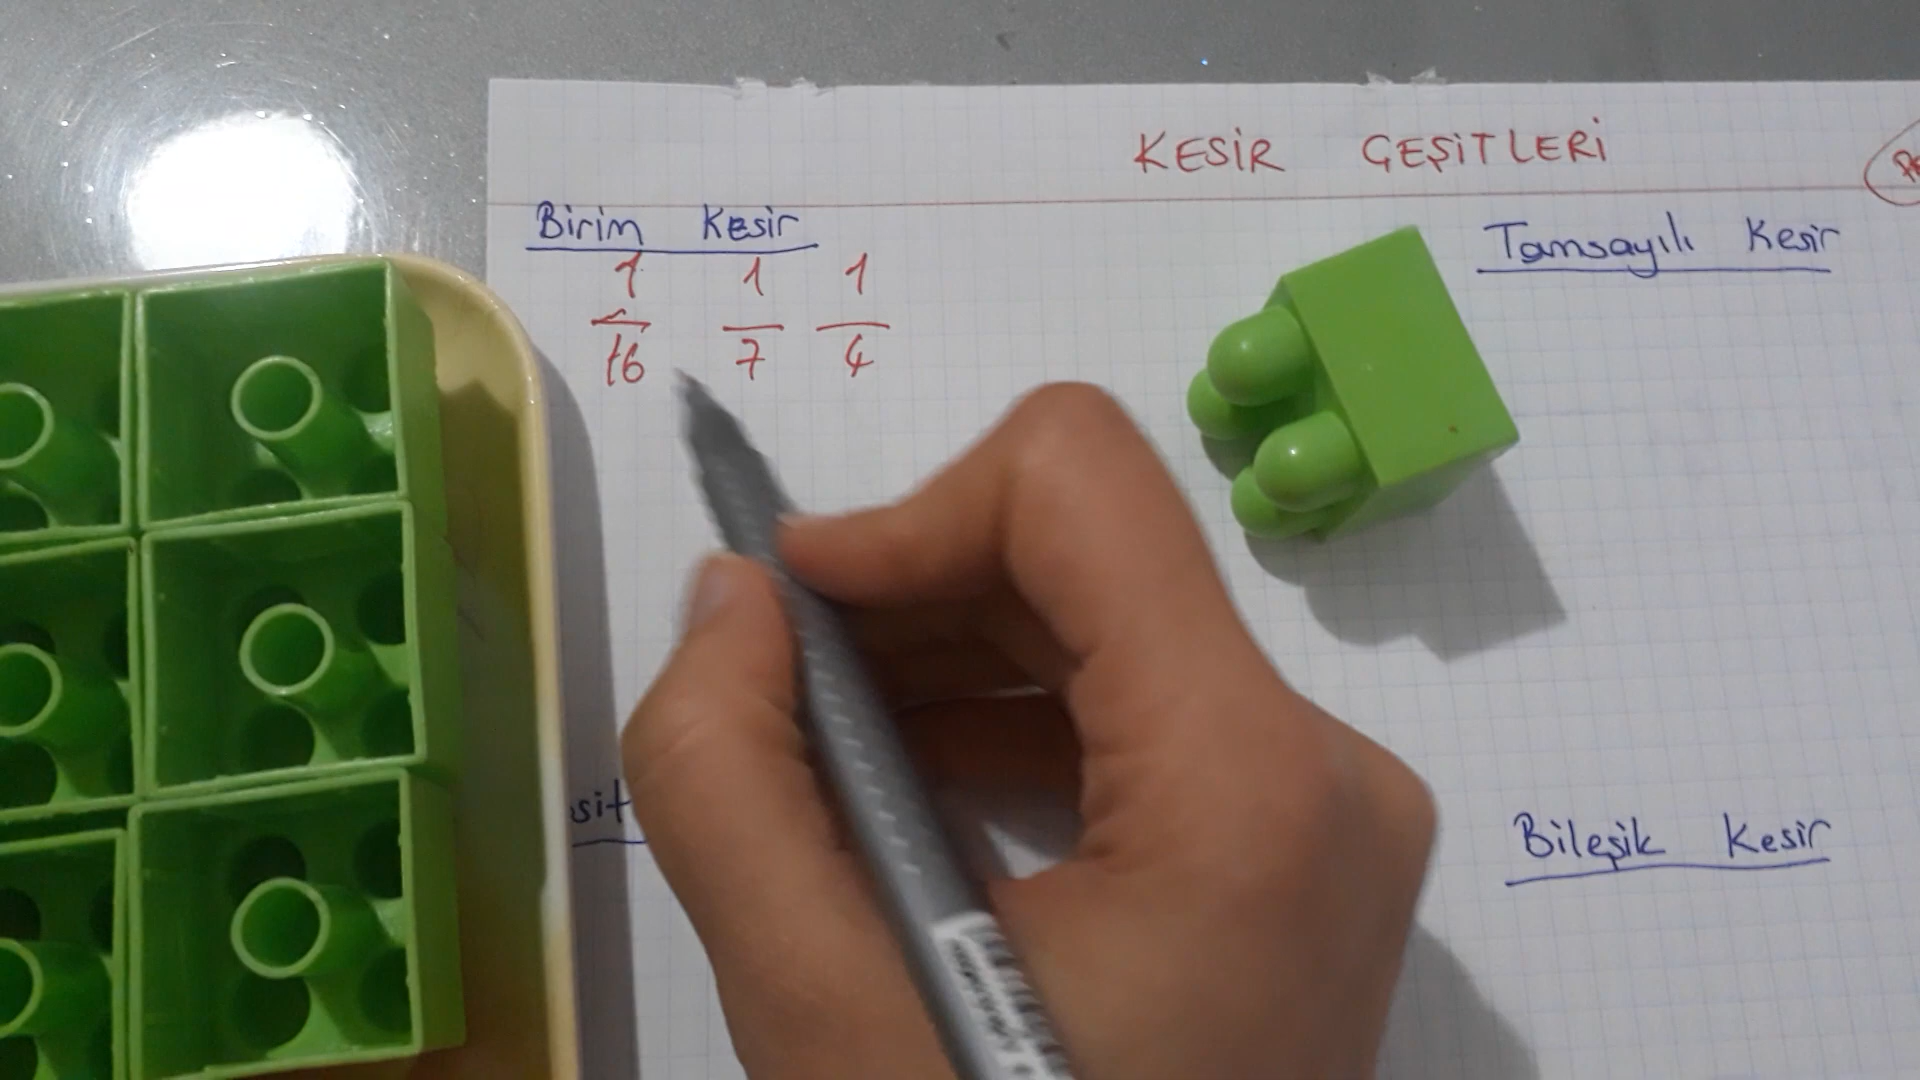 KESİR ÇEŞİTLERİ
Birim Kesir
1 1 1
16 7 4
Tamsayılı Kesir
Bileşik Kesir